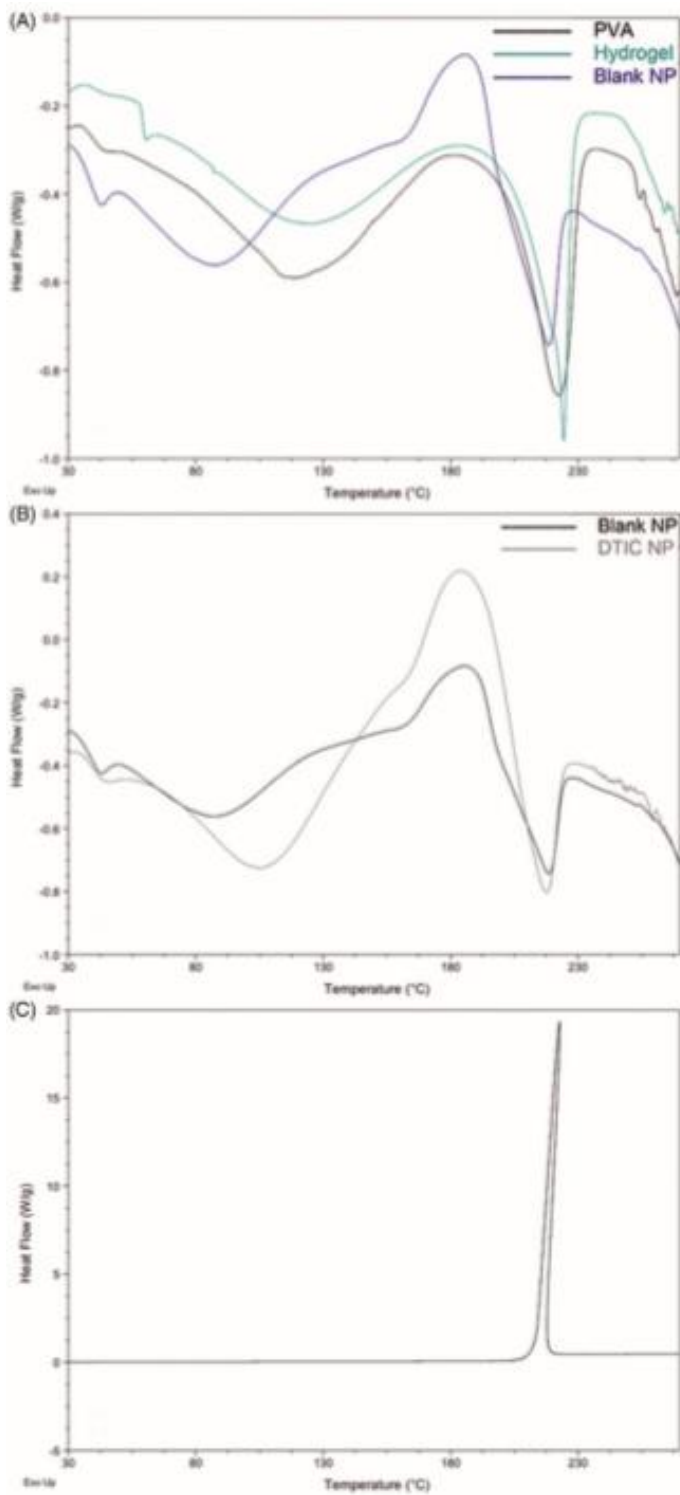 (A)
PVA
Hydrogel
Blank NP
Heat Flow (W/g)
0.0
-0.2
-0.4
-0.6
-0.8
-1.0
30
80
130
180
230
Exo Up
Temperature (°C)
(B)
Blank NP
DTIC NP
Heat Flow (W/g)
0.4
0.2
0.0
-0.2
-0.4
-0.6
-0.8
-1.0
30
80
130
180
230
Exo Up
Temperature (°C)
(C)
Heat Flow (W/g)
20
15
10
5
0
-5
30
80
130
180
230
Exo Up
Temperature (°C)